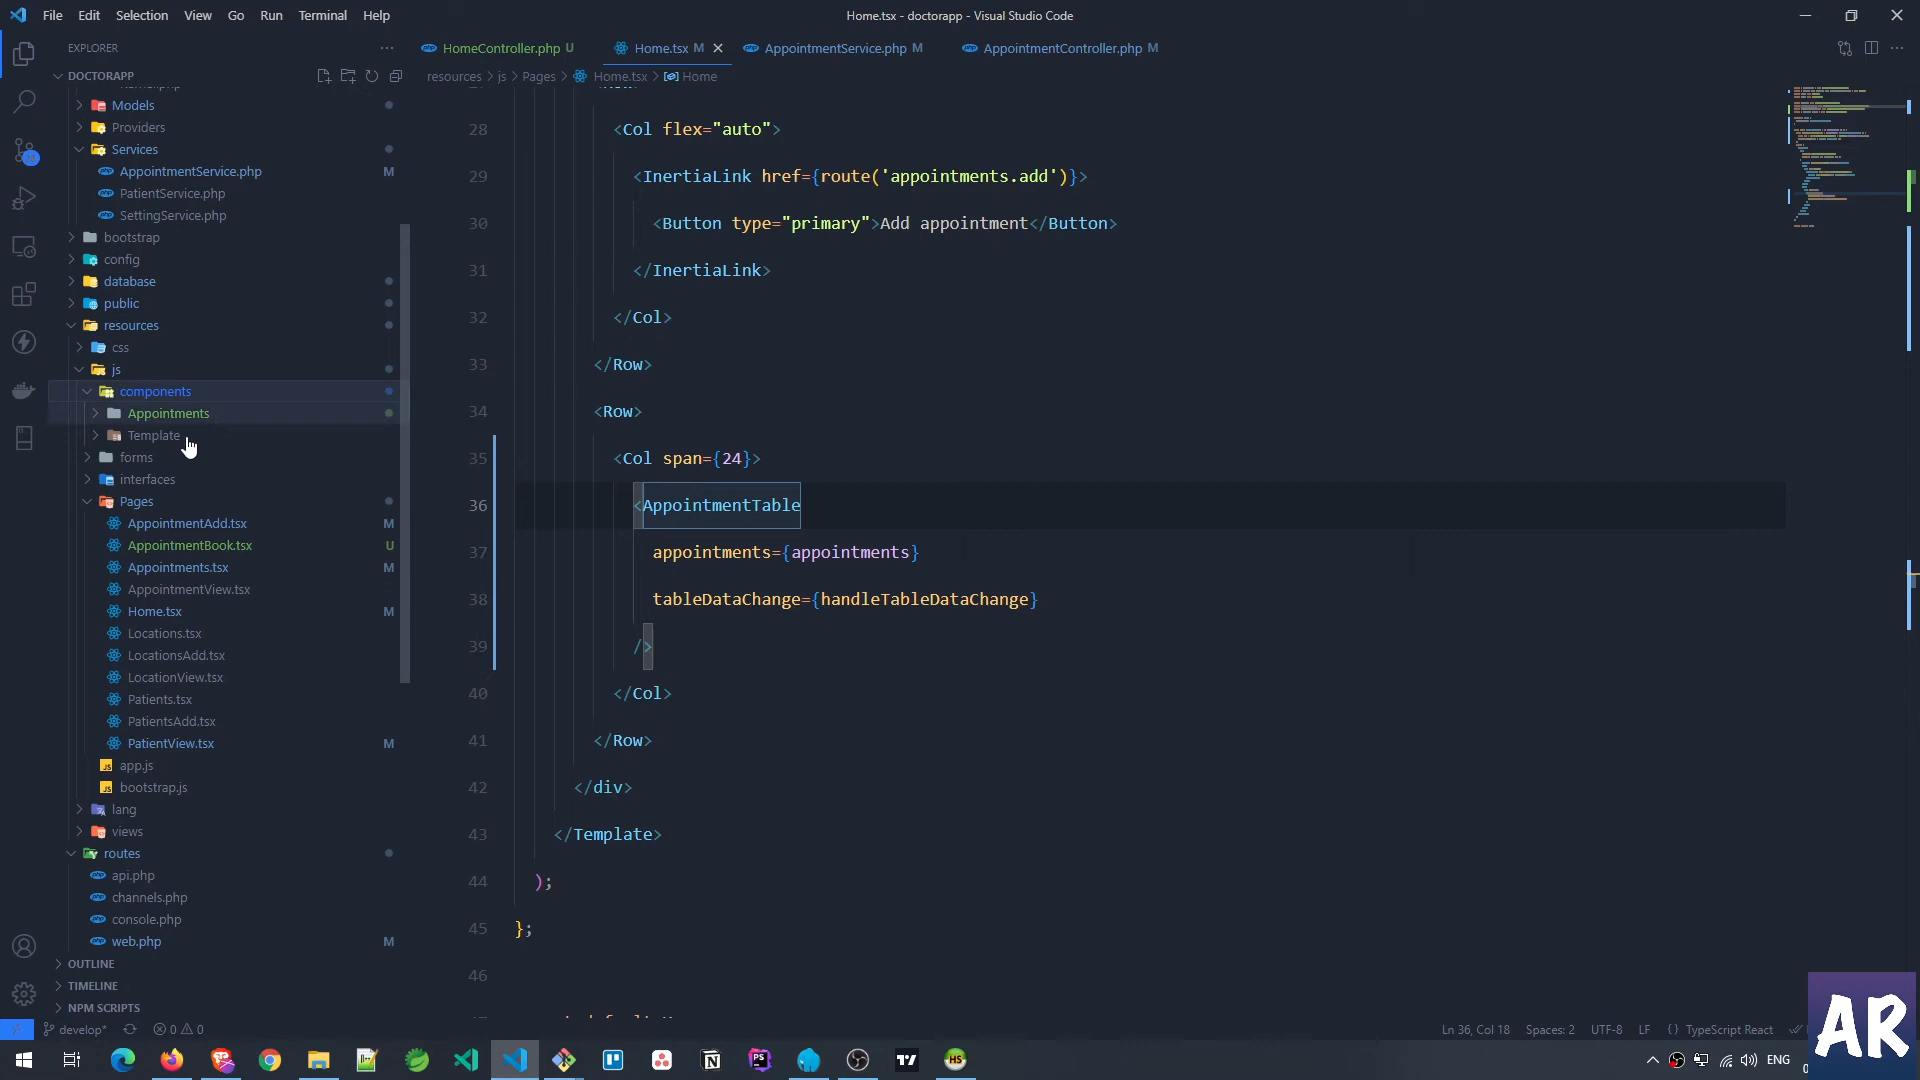 File Edit Selection View Go Run Terminal Help
Home.tsx - doctorapp - Visual Studio Code
EXPLORER
HomeController.php U
Home.tsx M
AppointmentService.php M
AppointmentController.php M
DOCTORAPP
resources > js > Pages > Home.tsx > Home
Models
Providers
Services
AppointmentService.php M
PatientService.php
SettingService.php
bootstrap
config
database
public
resources
css
js
components
Appointments
Template
forms
interfaces
Pages
AppointmentAdd.tsx M
AppointmentBook.tsx U
Appointments.tsx M
AppointmentView.tsx
Home.tsx M
Locations.tsx
LocationsAdd.tsx
LocationView.tsx
Patients.tsx
PatientsAdd.tsx
PatientView.tsx M
app.js
bootstrap.js
lang
views
routes
api.php
channels.php
console.php
web.php M
OUTLINE
TIMELINE
NPM SCRIPTS
28 <Col flex="auto">
29 <InertiaLink href={route('appointments.add')}>
30 <Button type="primary">Add appointment</Button>
31 </InertiaLink>
32 </Col>
33 </Row>
34 <Row>
35 <Col span={24}>
36 <AppointmentTable
37 appointments={appointments}
38 tableDataChange={handleTableDataChange}
39 />
40 </Col>
41 </Row>
42 </div>
43 </Template>
44 );
45 };
46
develop* 0 0
Ln 36, Col 18 Spaces: 2 UTF-8 LF {} TypeScript React
ENG
AR